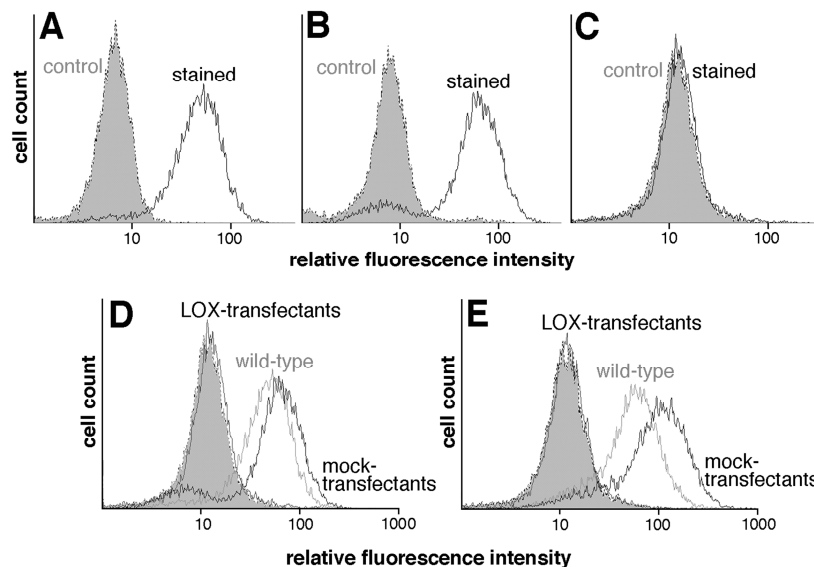 A
B
C
control
stained
control
stained
control
stained
cell count
10
100
10
100
10
100
relative fluorescence intensity
D
E
LOX-transfectants
LOX-transfectants
wild-type
wild-type
cell count
cell count
mock-
transfectants
mock-
transfectants
10
100
1000
10
100
1000
relative fluorescence intensity